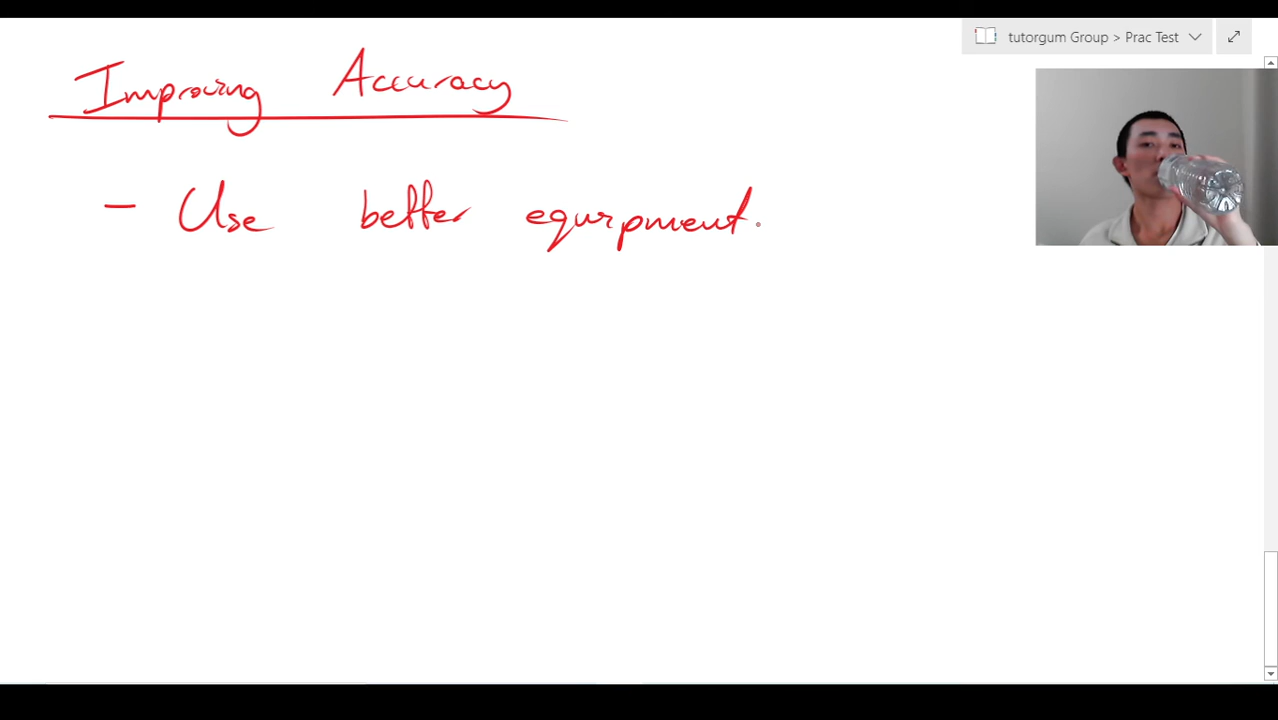 tutorgum Group > Prac Test
Improving Accuracy
- Use better equipment.